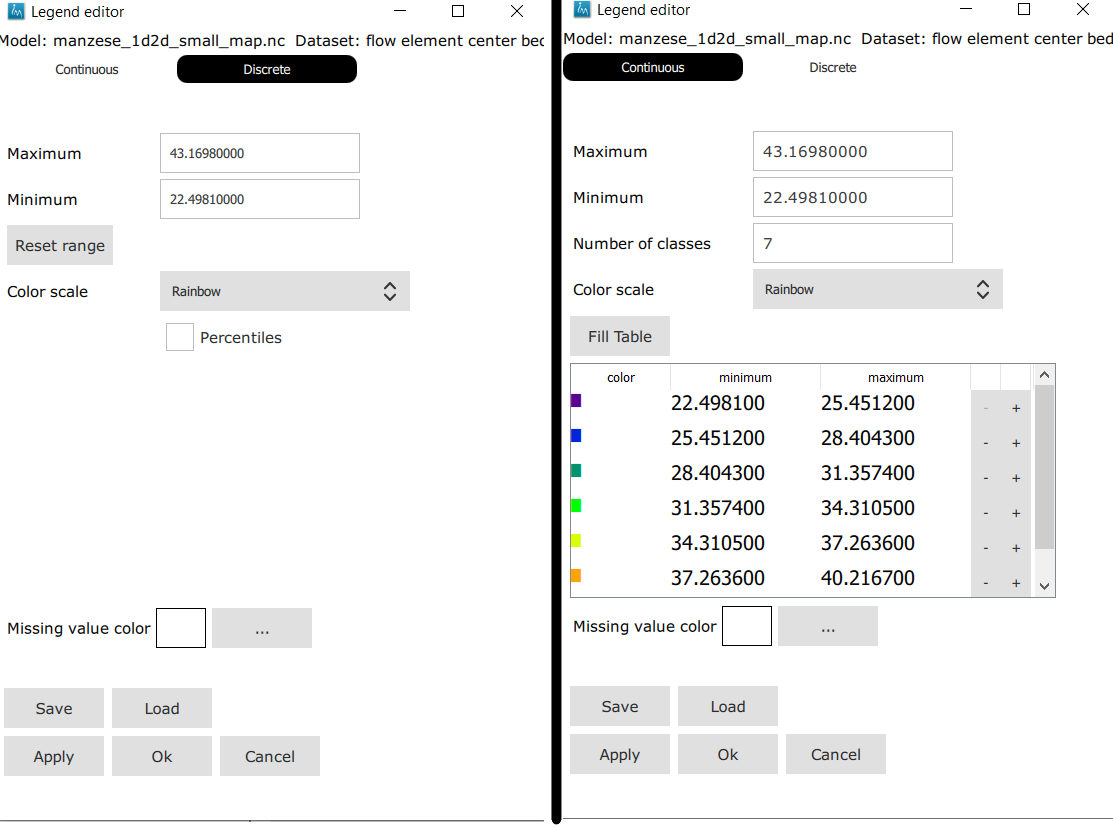 Legend editor
Model: manzese_1d2d_small_map.nc Dataset: flow element center bed
Continuous Discrete
Maximum 43.16980000
Minimum 22.49810000
Reset range
Color scale Rainbow
Percentiles
Missing value color ...
Save Load
Apply Ok Cancel
Legend editor
Model: manzese_1d2d_small_map.nc Dataset: flow element center bed
Continuous Discrete
Maximum 43.16980000
Minimum 22.49810000
Number of classes 7
Color scale Rainbow
Fill Table
color minimum maximum
22.498100 25.451200 - +
25.451200 28.404300 - +
28.404300 31.357400 - +
31.357400 34.310500 - +
34.310500 37.263600 - +
37.263600 40.216700 - +
Missing value color ...
Save Load
Apply Ok Cancel